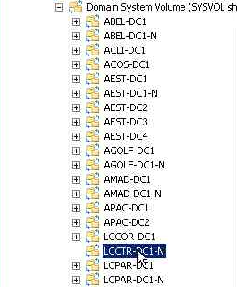 Domain System Volume (SYSVOL sh
ABEL-DC1
ABEL-DC1-N
ACLI-DC1
ACOS-DC1
AEST-DC1
AEST-DC1-N
AEST-DC2
AEST-DC3
AEST-DC4
AGOLF-DC1
AGOLF-DC1-N
AMAD-DC1
AMAD-DC1-N
APAC-DC1
APAC-DC2
LCCOR-DC1
LCCTR-DC1-N
LCPAR-DC1
LCPAR-DC1-N